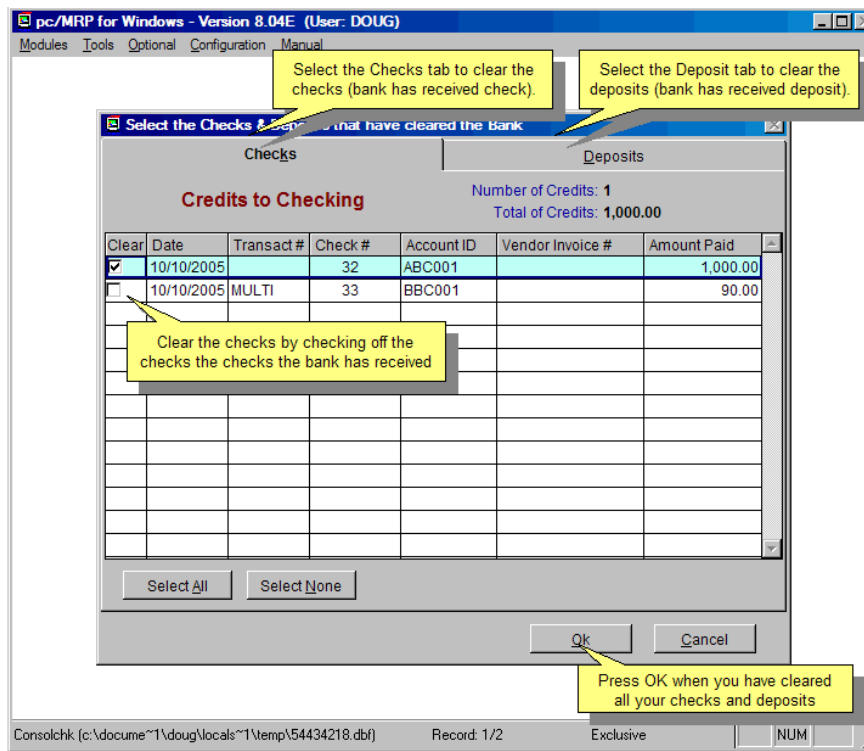 pc/MRP for Windows - Version 8.04E (User: DOUG)
Modules Tools Optional Configuration Manual
Select the Checks tab to clear the
checks (bank has received check).
Select the Deposit tab to clear the
deposits (bank has received deposit).
Select the Checks & Deposits that have cleared the Bank
Checks
Deposits
Credits to Checking
Number of Credits: 1
Total of Credits: 1,000.00
Clear Date Transact # Check # Account ID Vendor Invoice # Amount Paid
10/10/2005 32 ABC001 1,000.00
10/10/2005 MULTI 33 BBC001 90.00
Clear the checks by checking off the
checks the checks the bank has received
Select All Select None
Ok Cancel
Press OK when you have cleared
all your checks and deposits
Consolchk (c:\docume~1\doug\locals~1\temp\54434218.dbf) Record: 1/2 Exclusive NUM